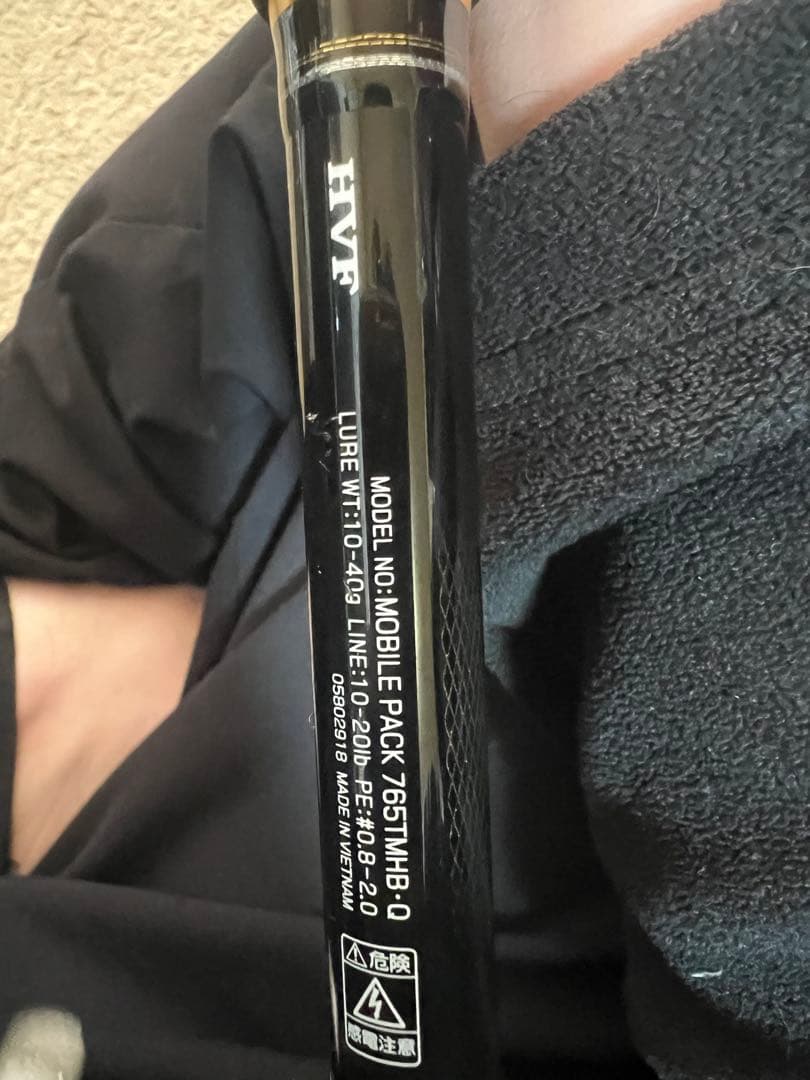 HVF
MODEL NO:MOBILE PACK 765TMHB・Q
LURE WT:10-40g LINE:10-20lb PE:#0.8-2.0
05802918 MADE IN VIETNAM
⚠危険
感電注意